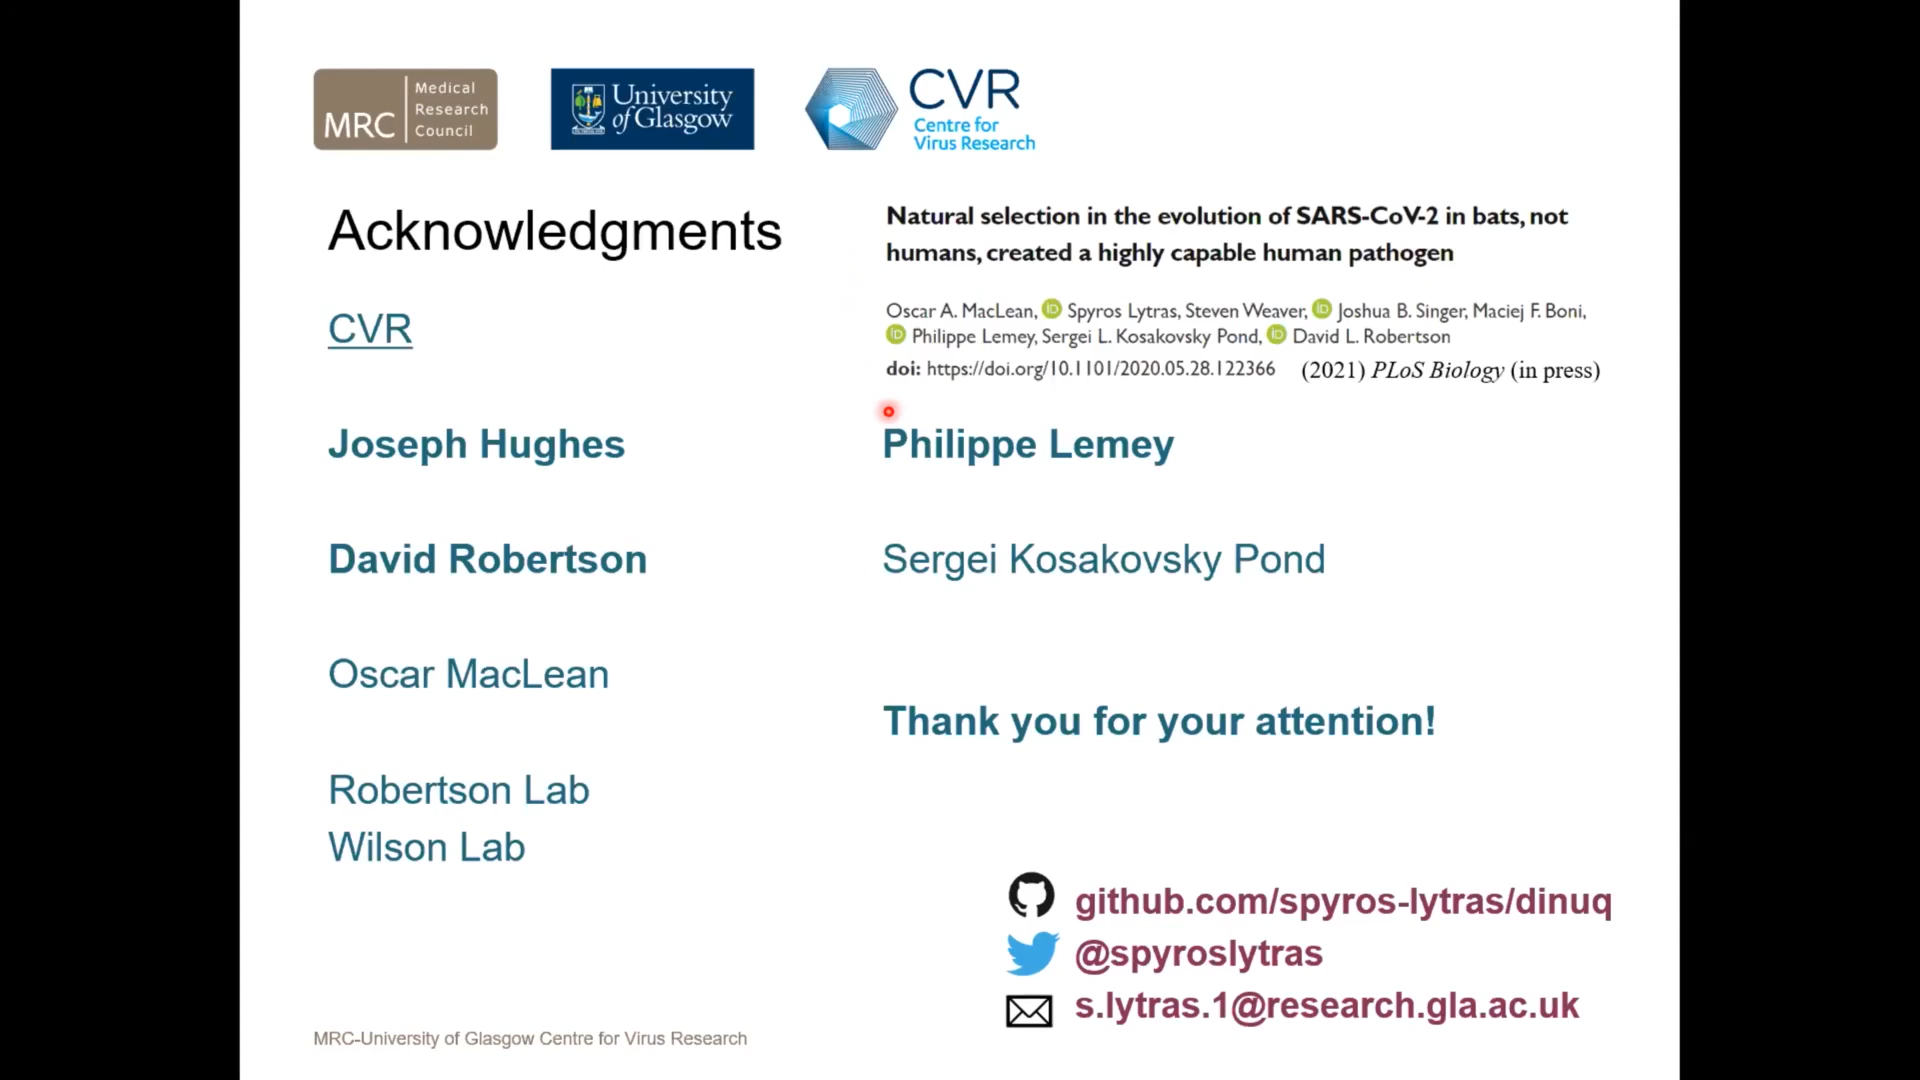 MRC
Medical
Research
Council
University
of Glasgow
CVR
Centre for
Virus Research
Acknowledgments
Natural selection in the evolution of SARS-CoV-2 in bats, not
humans, created a highly capable human pathogen
Oscar A. MacLean, iD Spyros Lytras, Steven Weaver, iD Joshua B. Singer, Maciej F. Boni,
iD Philippe Lemey, Sergei L. Kosakovsky Pond, iD David L. Robertson
doi: https://doi.org/10.1101/2020.05.28.122366 (2021) PLoS Biology (in press)
CVR
Joseph Hughes
David Robertson
Oscar MacLean
Robertson Lab
Wilson Lab
Philippe Lemey
Sergei Kosakovsky Pond
Thank you for your attention!
github.com/spyros-lytras/dinuq
@spyroslytras
s.lytras.1@research.gla.ac.uk
MRC-University of Glasgow Centre for Virus Research